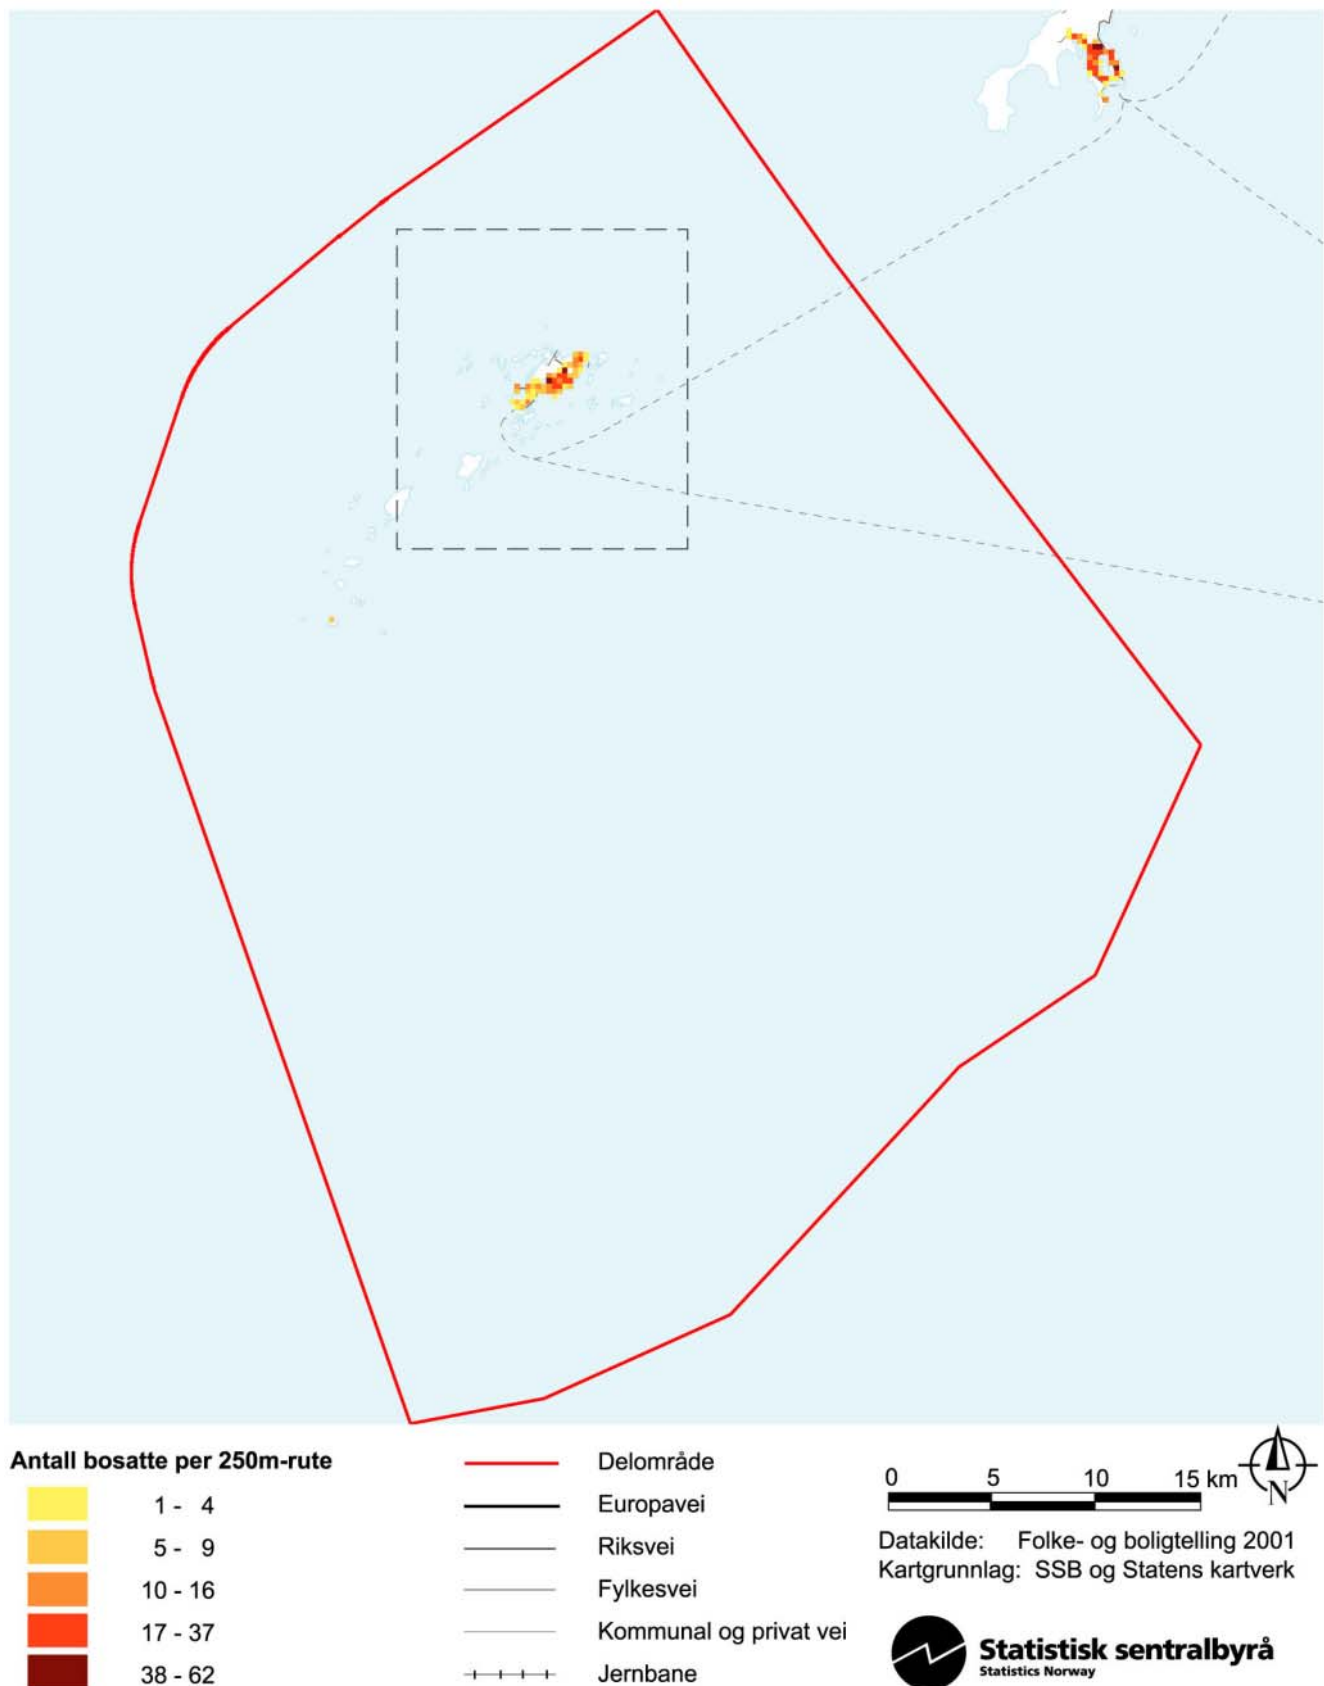 Antall bosatte per 250m-rute
1 - 4
5 - 9
10 - 16
17 - 37
38 - 62
Delområde
Europavei
Riksvei
Fylkesvei
Kommunal og privat vei
Jernbane
0 5 10 15 km
N
Datakilde: Folke- og boligtelling 2001
Kartgrunnlag: SSB og Statens kartverk
Statistisk sentralbyrå
Statistics Norway